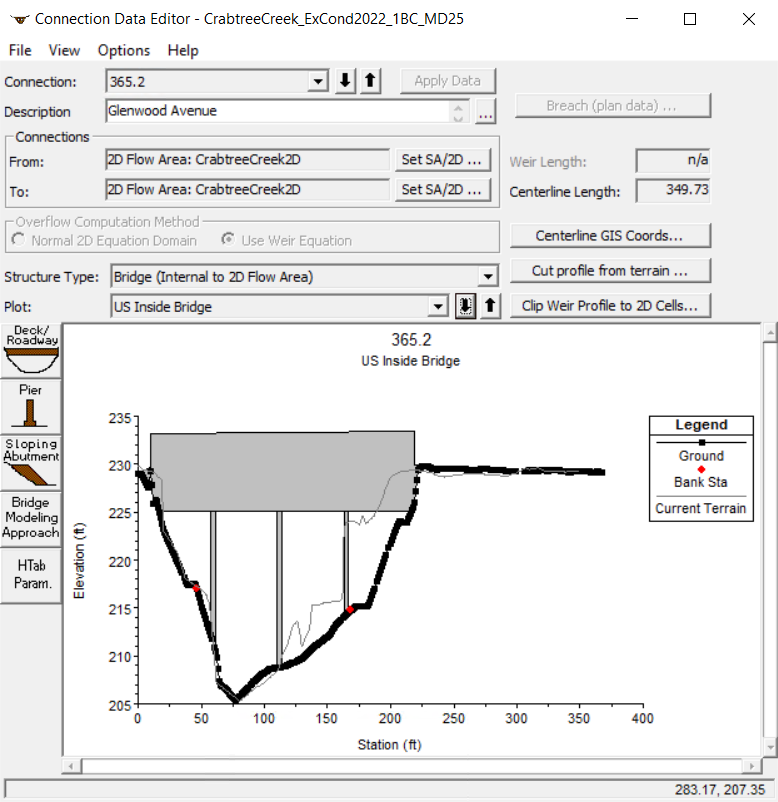 Connection Data Editor - CrabtreeCreek_ExCond2022_1BC_MD25
File View Options Help
Connection: 365.2 Apply Data
Description Glenwood Avenue ... Breach (plan data) ...
Connections
From: 2D Flow Area: CrabtreeCreek2D Set SA/2D ... Weir Length: n/a
To: 2D Flow Area: CrabtreeCreek2D Set SA/2D ... Centerline Length: 349.73
Overflow Computation Method
Normal 2D Equation Domain Use Weir Equation Centerline GIS Coords...
Structure Type: Bridge (Internal to 2D Flow Area) Cut profile from terrain ...
Plot: US Inside Bridge Clip Weir Profile to 2D Cells...
Deck/
Roadway
Pier
Sloping
Abutment
Bridge
Modeling
Approach
HTab
Param.
365.2
US Inside Bridge
235
230
225
220
215
210
205
Elevation (ft)
0 50 100 150 200 250 300 350 400
Station (ft)
Legend
Ground
Bank Sta
Current Terrain
283.17, 207.35